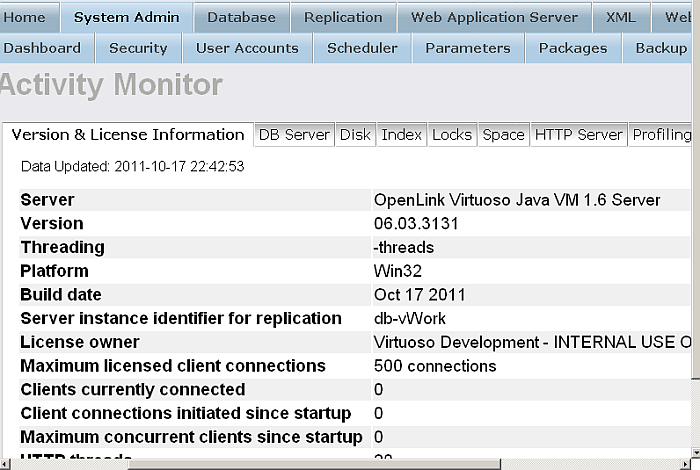 Home System Admin Database Replication Web Application Server XML
Dashboard Security User Accounts Scheduler Parameters Packages Backup
Activity Monitor
Version & License Information DB Server Disk Index Locks Space HTTP Server Profiling
Data Updated: 2011-10-17 22:42:53
Server OpenLink Virtuoso Java VM 1.6 Server
Version 06.03.3131
Threading -threads
Platform Win32
Build date Oct 17 2011
Server instance identifier for replication db-vWork
License owner Virtuoso Development - INTERNAL USE O
Maximum licensed client connections 500 connections
Clients currently connected 0
Client connections initiated since startup 0
Maximum concurrent clients since startup 0
HTTP threads